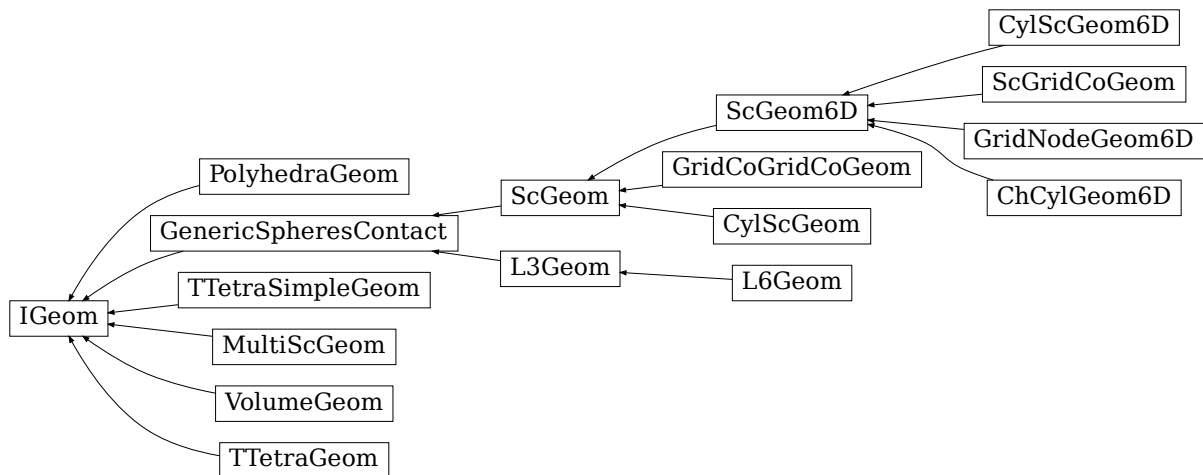 CylScGeom6D
ScGridCoGeom
ScGeom6D
GridNodeGeom6D
PolyhedraGeom
GridCoGridCoGeom
ScGeom
ChCylGeom6D
GenericSpheresContact
CylScGeom
L3Geom
TTetraSimpleGeom
L6Geom
IGeom
MultiScGeom
VolumeGeom
TTetraGeom